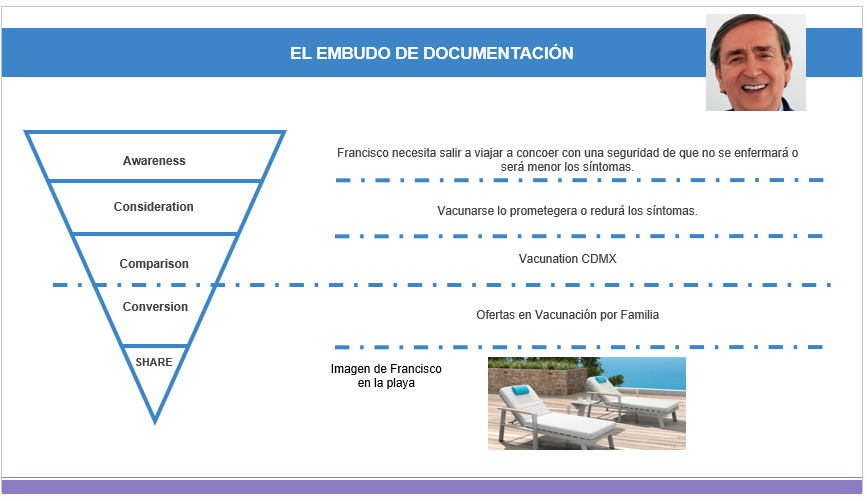 EL EMBUDO DE DOCUMENTACIÓN
Awareness
Francisco necesita salir a viajar a concoer con una seguridad de que no se enfermará o
será menor los síntomas.
Consideration
Vacunarse lo prometegera o redurá los síntomas.
Comparison
Vacunation CDMX
Conversion
Ofertas en Vacunación por Familia
SHARE
Imagen de Francisco
en la playa